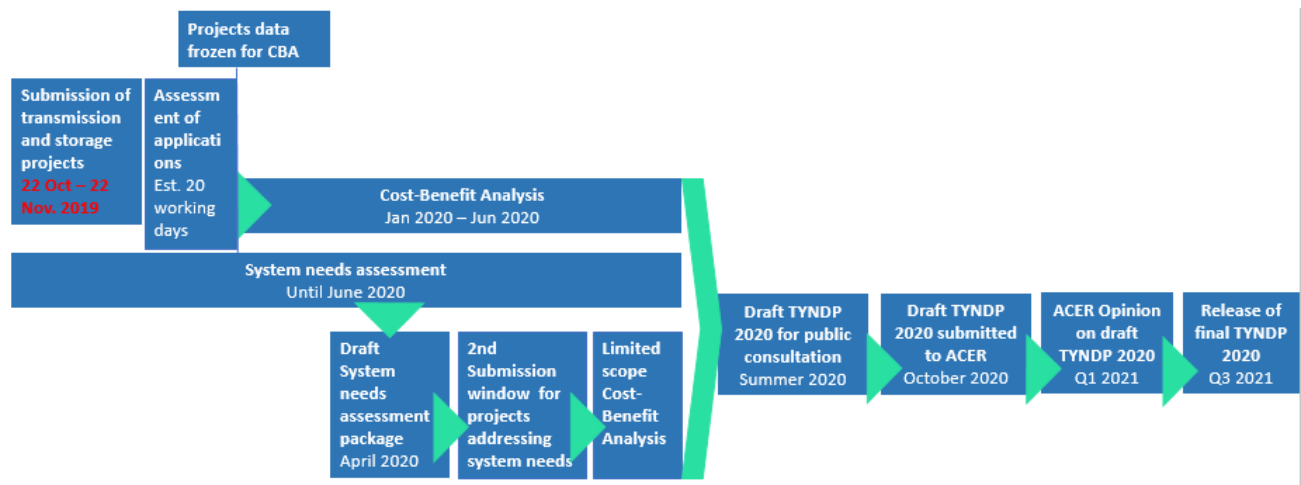 Projects data
frozen for CBA
Submission of
transmission
and storage
projects
22 Oct – 22
Nov. 2019
Assessm
ent of
applicati
ons
Est. 20
working
days
Cost-Benefit Analysis
Jan 2020 – Jun 2020
System needs assessment
Until June 2020
Draft
System
needs
assessment
package
April 2020
2nd
Submission
window for
projects
addressing
system needs
Limited
scope
Cost-
Benefit
Analysis
Draft TYNDP
2020 for public
consultation
Summer 2020
Draft TYNDP
2020 submitted
to ACER
October 2020
ACER Opinion
on draft
TYNDP 2020
Q1 2021
Release of
final TYNDP
2020
Q3 2021